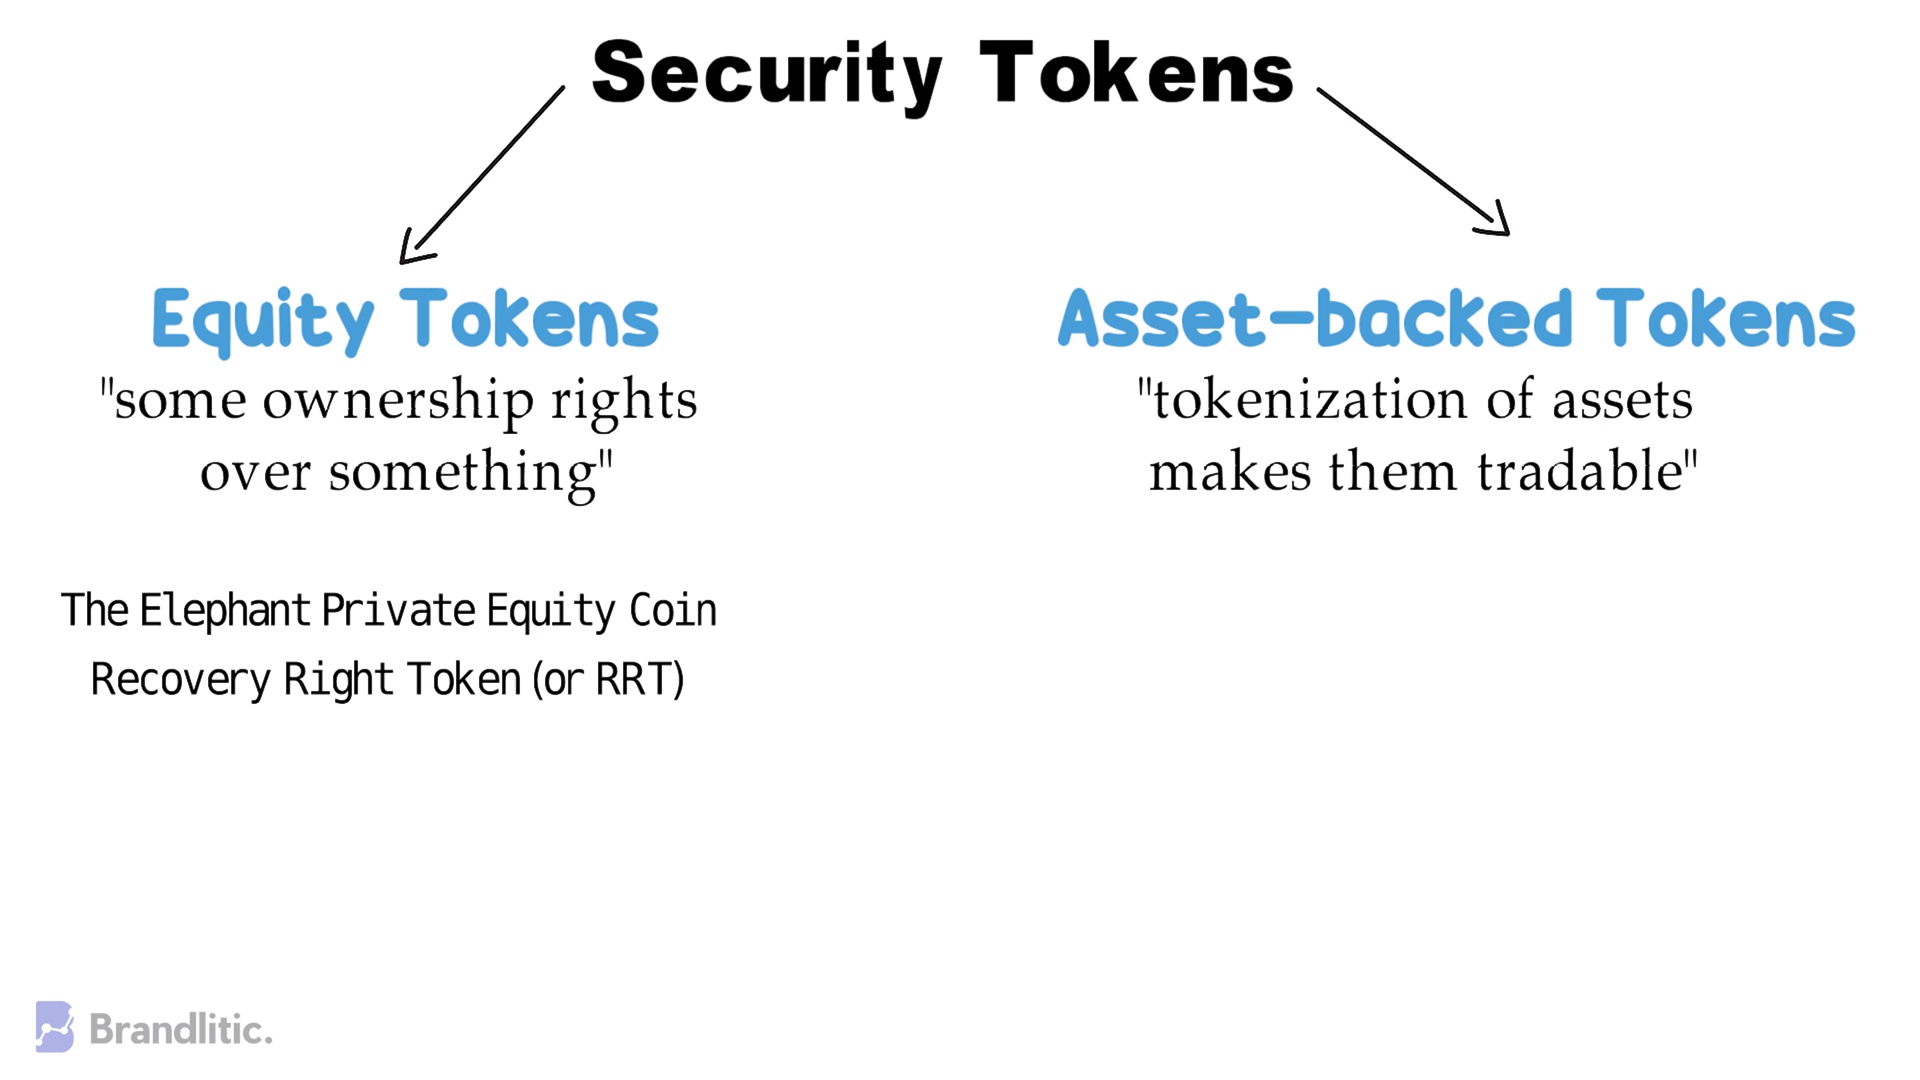 Security Tokens
Equity Tokens
"some ownership rights
over something"
The Elephant Private Equity Coin
Recovery Right Token (or RRT)
Asset-backed Tokens
"tokenization of assets
makes them tradable"
Brandlitic.